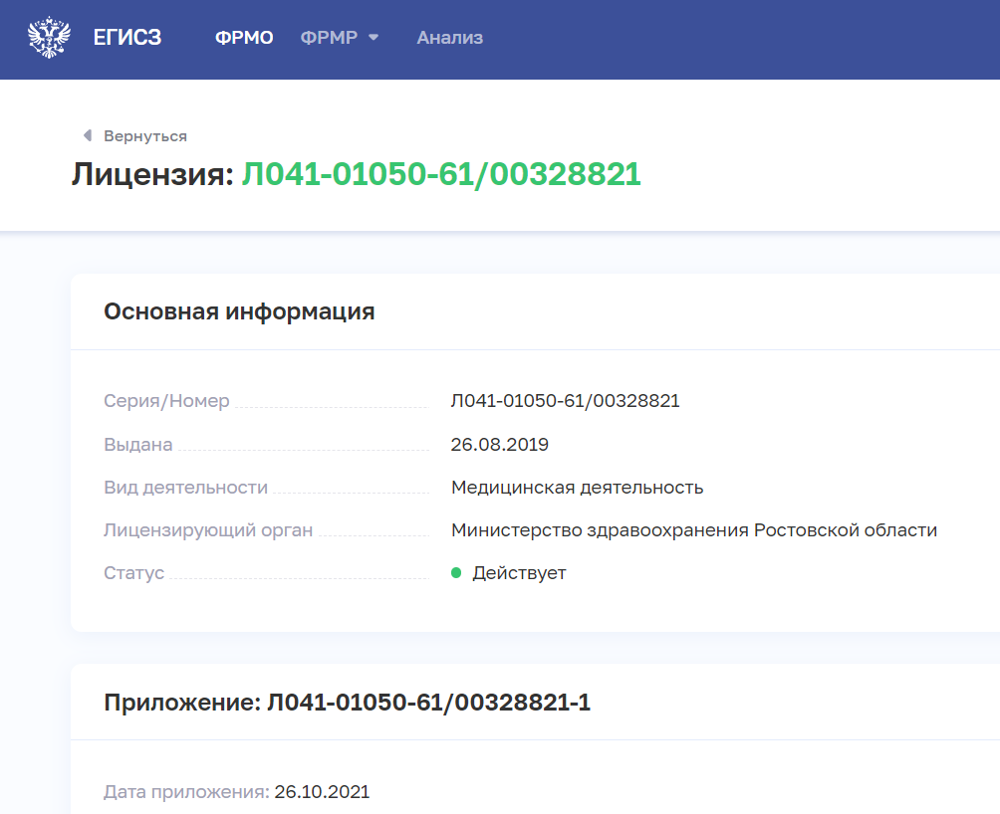 ЕГИСЗ ФРМО ФРМР Анализ
Вернуться
Лицензия: Л041-01050-61/00328821
Основная информация
Серия/Номер Л041-01050-61/00328821
Выдана 26.08.2019
Вид деятельности Медицинская деятельность
Лицензирующий орган Министерство здравоохранения Ростовской области
Статус Действует
Приложение: Л041-01050-61/00328821-1
Дата приложения: 26.10.2021